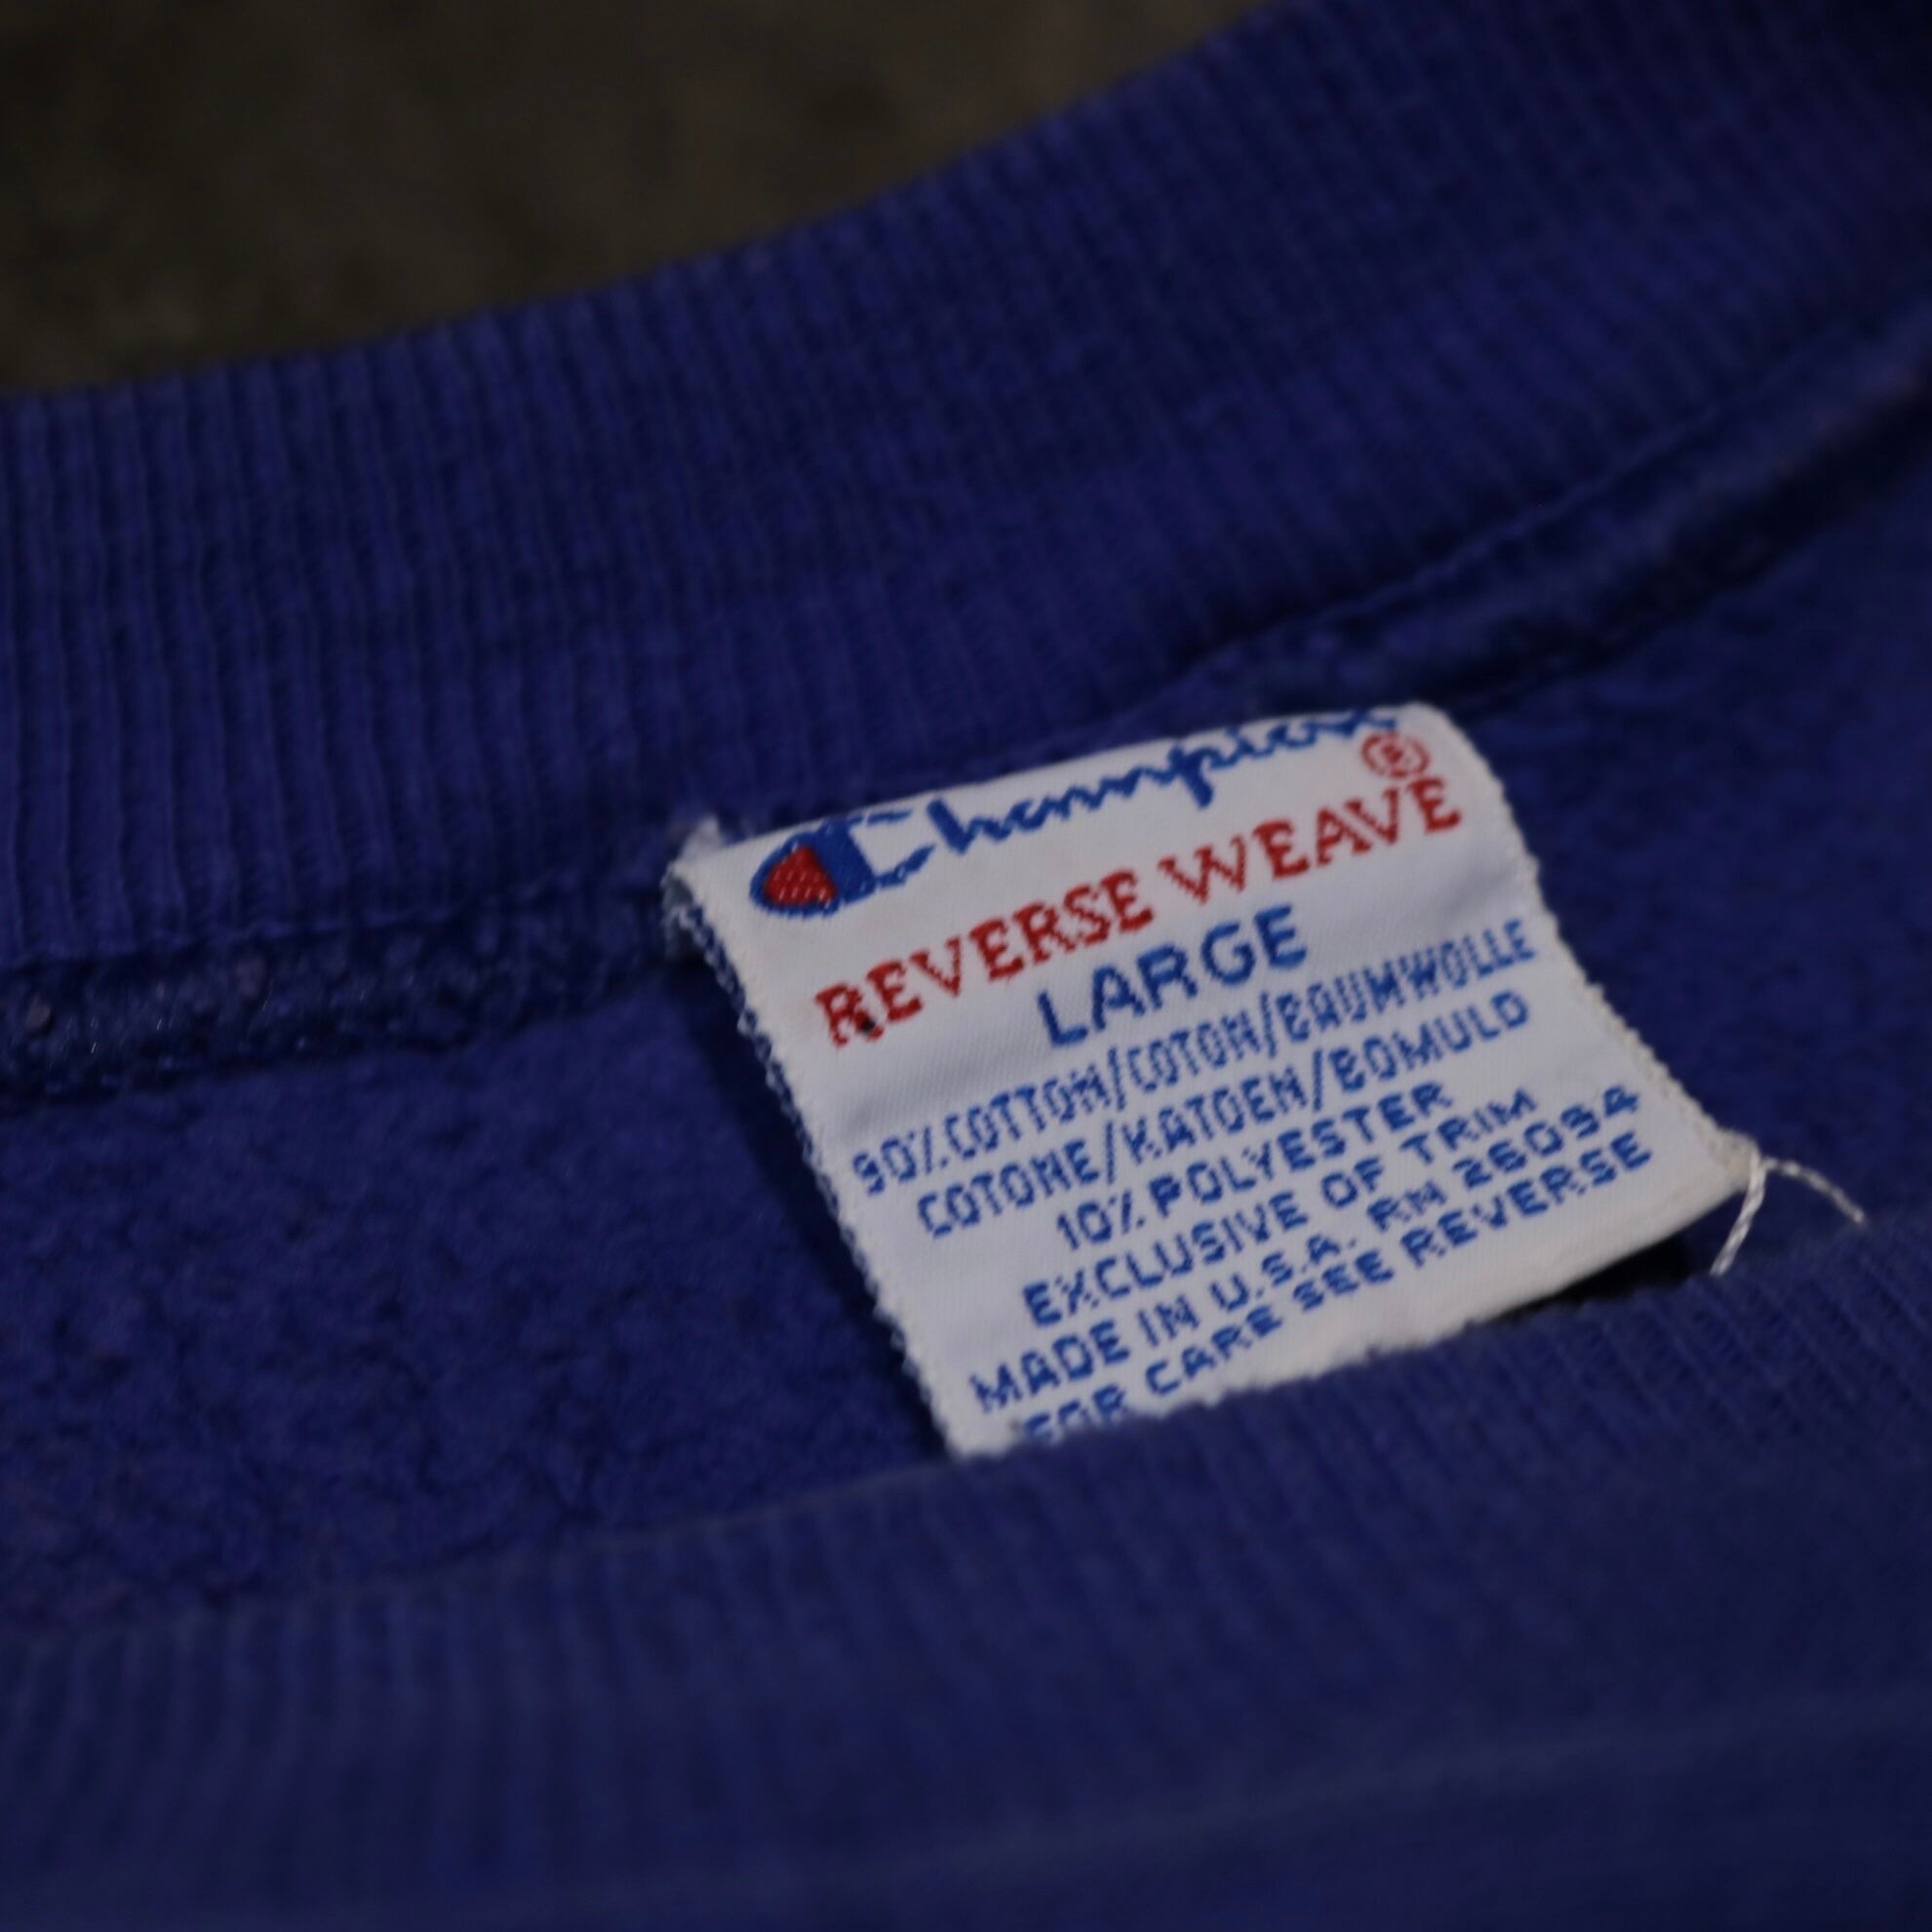 Champion
®
REVERSE WEAVE
LARGE
90% COTTON/COTON/BAUMWOLLE
COTONE/KATOEN/BOMULD
10% POLYESTER
EXCLUSIVE OF TRIM
MADE IN U.S.A. RN 26094
FOR CARE SEE REVERSE